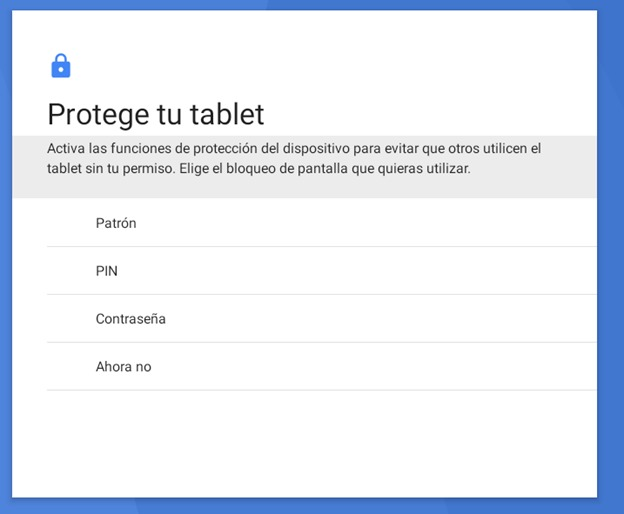 Protege tu tablet
Activa las funciones de protección del dispositivo para evitar que otros utilicen el
tablet sin tu permiso. Elige el bloqueo de pantalla que quieras utilizar.
Patrón
PIN
Contraseña
Ahora no